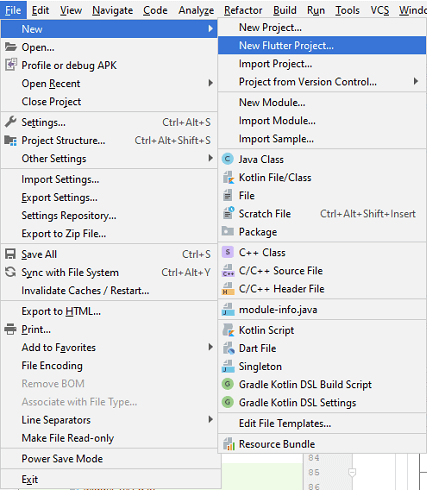 File Edit View Navigate Code Analyze Refactor Build Run Tools VCS
New
Open...
Profile or debug APK
Open Recent
Close Project
Settings... Ctrl+Alt+S
Project Structure... Ctrl+Alt+Shift+S
Other Settings
Import Settings...
Export Settings...
Settings Repository...
Export to Zip File...
Save All Ctrl+S
Sync with File System Ctrl+Alt+Y
Invalidate Caches / Restart...
Export to HTML...
Print...
Add to Favorites
File Encoding
Remove BOM
Associate with File Type...
Line Separators
Make File Read-only
Power Save Mode
Exit
New Project...
New Flutter Project...
Import Project...
Project from Version Control...
New Module...
Import Module...
Import Sample...
Java Class
Kotlin File/Class
File
Scratch File Ctrl+Alt+Shift+Insert
Package
C++ Class
C/C++ Source File
C/C++ Header File
module-info.java
Kotlin Script
Dart File
Singleton
Gradle Kotlin DSL Build Script
Gradle Kotlin DSL Settings
Edit File Templates...
Resource Bundle
84
85
86